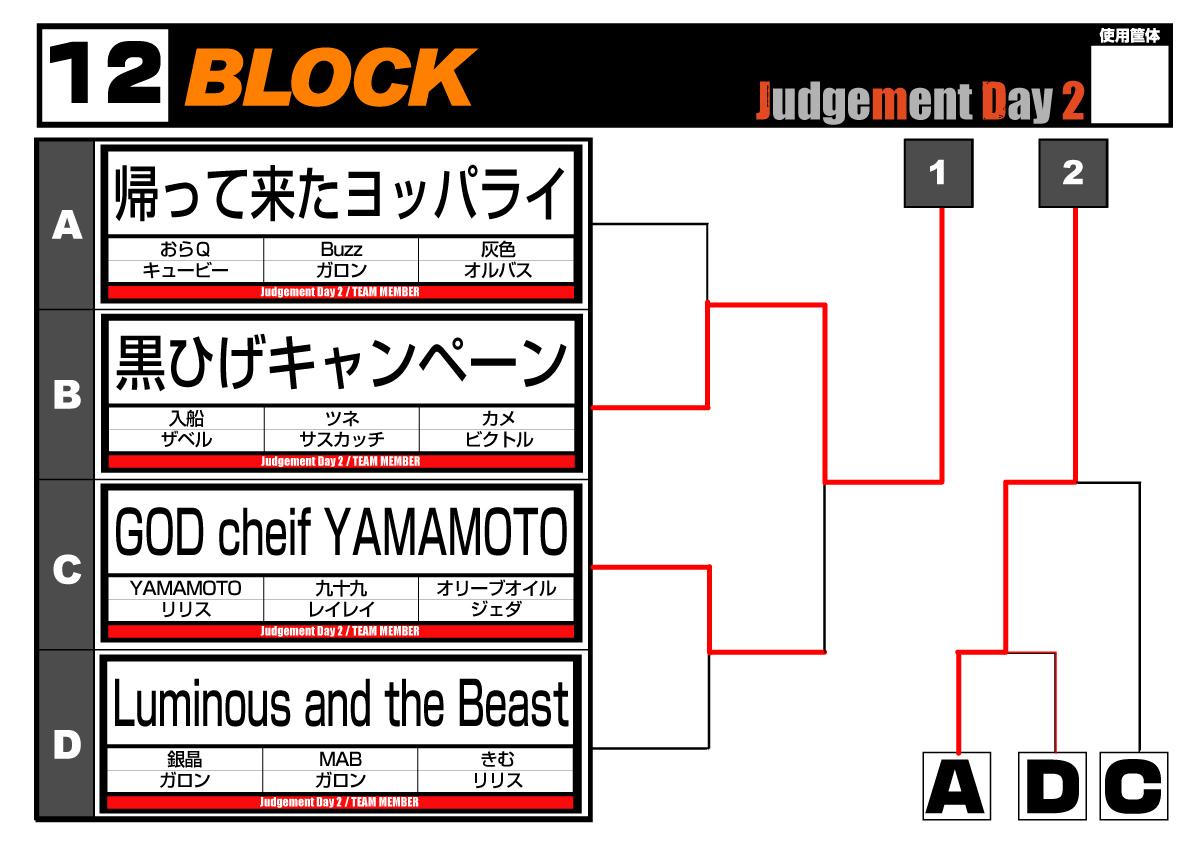 12 BLOCK
使用筐体
Judgement Day 2
1 2
A
帰って来たヨッパライ
おらQ Buzz 灰色
キュービー ガロン オルバス
Judgement Day 2 / TEAM MEMBER
B
黒ひげキャンペーン
入船 ツネ カメ
ザベル サスカッチ ビクトル
Judgement Day 2 / TEAM MEMBER
C
GOD cheif YAMAMOTO
YAMAMOTO 九十九 オリーブオイル
リリス レイレイ ジェダ
Judgement Day 2 / TEAM MEMBER
D
Luminous and the Beast
銀晶 MAB きむ
ガロン ガロン リリス
Judgement Day 2 / TEAM MEMBER
A D C